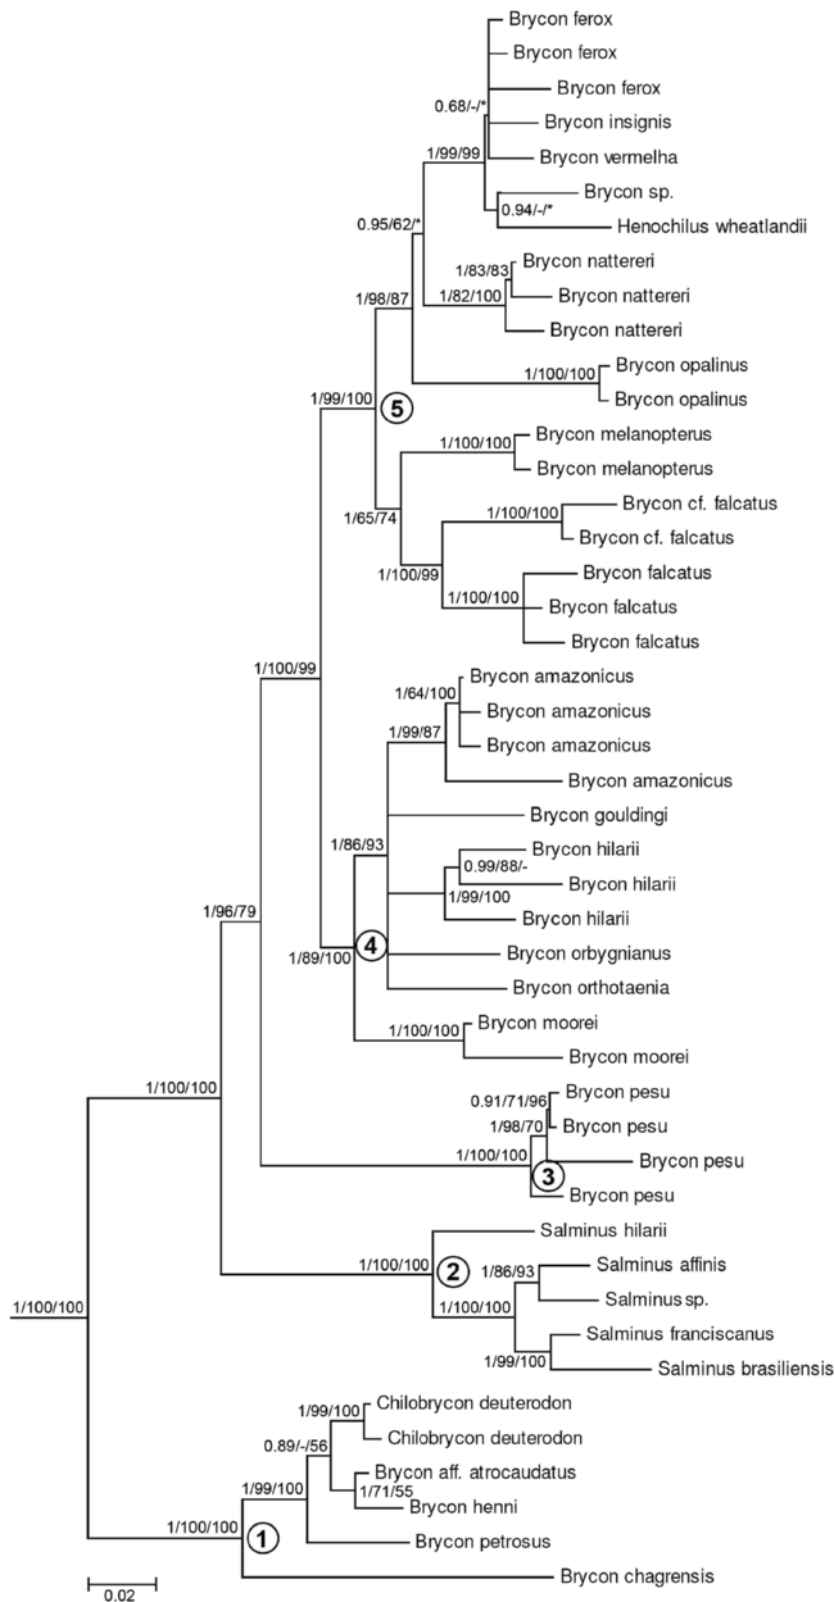 Brycon ferox
Brycon ferox
Brycon ferox
0.68/-/*
Brycon insignis
1/99/99
Brycon vermelha
Brycon sp.
0.94/-/*
0.95/62/*
Henochilus wheatlandii
Brycon nattereri
1/83/83
1/98/87
1/82/100
Brycon nattereri
Brycon nattereri
Brycon opalinus
1/100/100
1/99/100
Brycon opalinus
5
Brycon melanopterus
1/100/100
Brycon melanopterus
Brycon cf. falcatus
1/100/100
1/65/74
Brycon cf. falcatus
1/100/99
Brycon falcatus
1/100/100
Brycon falcatus
Brycon falcatus
1/100/99
Brycon amazonicus
1/64/100
Brycon amazonicus
1/99/87
Brycon amazonicus
Brycon amazonicus
Brycon gouldingi
1/86/93
Brycon hilarii
0.99/88/-
Brycon hilarii
1/99/100
1/96/79
Brycon hilarii
4
1/89/100
Brycon orbygnianus
Brycon orthotaenia
Brycon moorei
1/100/100
Brycon moorei
1/100/100
Brycon pesu
0.91/71/96
1/98/70
Brycon pesu
1/100/100
Brycon pesu
3
Brycon pesu
Salminus hilarii
1/100/100
2
1/86/93
Salminus affinis
Salminus sp.
1/100/100
1/100/100
Salminus franciscanus
1/99/100
Salminus brasiliensis
Chilobrycon deuterodon
1/99/100
Chilobrycon deuterodon
0.89/-/56
Brycon aff. atrocaudatus
1/99/100
1/71/55
Brycon henni
1/100/100
1
Brycon petrosus
Brycon chagrensis
0.02